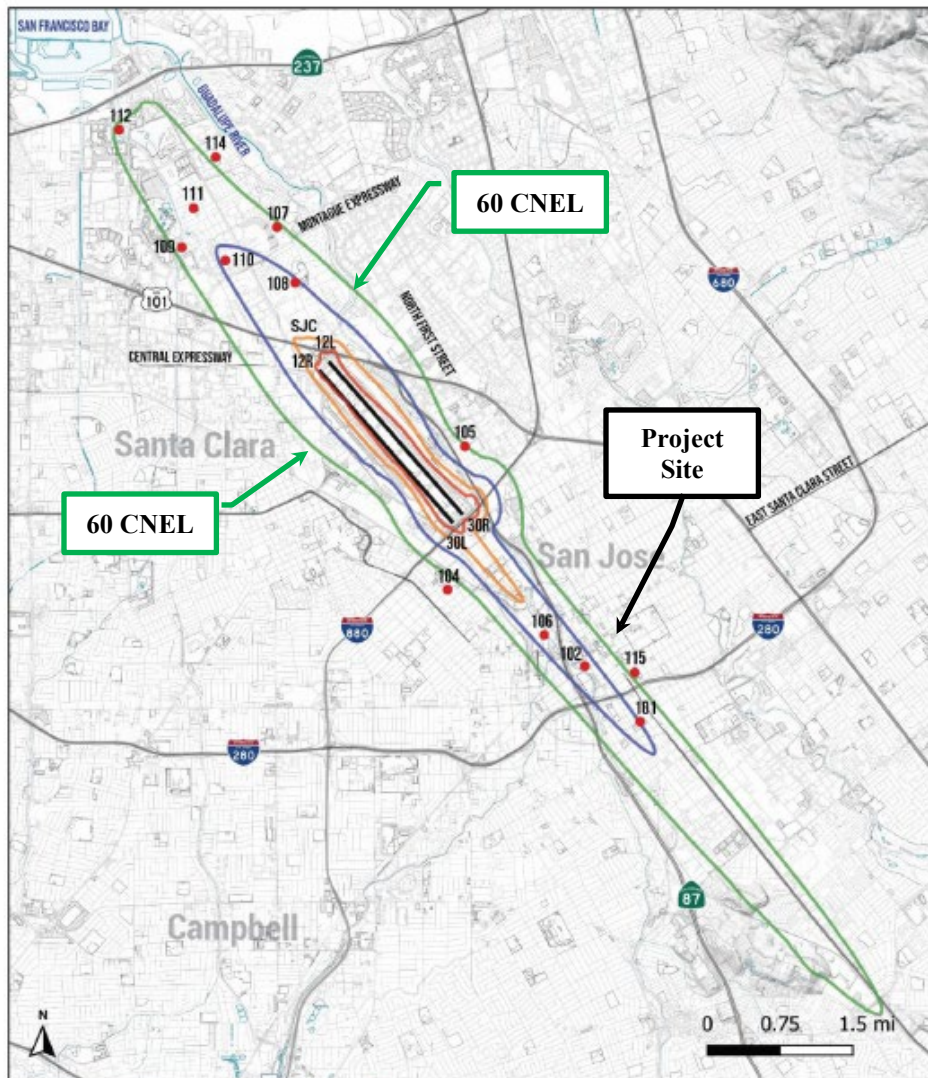 SAN FRANCISCO BAY
237
GUADALUPE RIVER
112
114
111
107
MONTAGUE EXPRESSWAY
60 CNEL
109
110
108
680
101
NORTH FIRST STREET
SJC
12L
CENTRAL EXPRESSWAY
12R
Santa Clara
105
Project
Site
EAST SANTA CLARA STREET
60 CNEL
30R
30L
San Jose
104
880
106
280
102
115
101
280
87
Campbell
N
0 0.75 1.5 mi